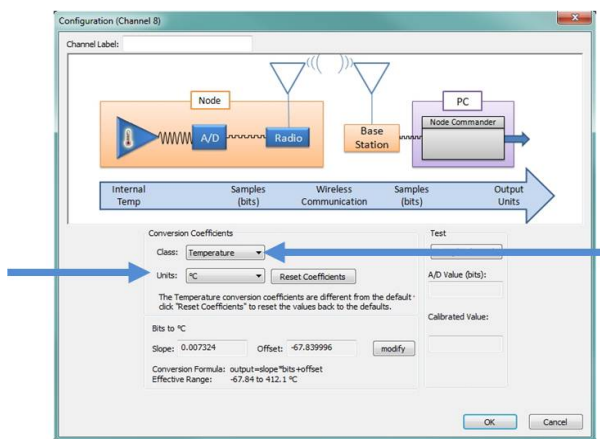 Configuration (Channel 8)
Channel Label:
Node
PC
Node Commander
A/D
Radio
Base
Station
Internal
Temp
Samples
(bits)
Wireless
Communication
Samples
(bits)
Output
Units
Conversion Coefficients
Test
Class: Temperature
Units: °C
Reset Coefficients
A/D Value (bits):
The Temperature conversion coefficients are different from the default
click "Reset Coefficients" to reset the values back to the defaults.
Calibrated Value:
Bits to °C
Slope: 0.007324 Offset: -67.839996 modify
Conversion Formula: output=slope*bits+offset
Effective Range: -67.84 to 412.1 °C
OK Cancel